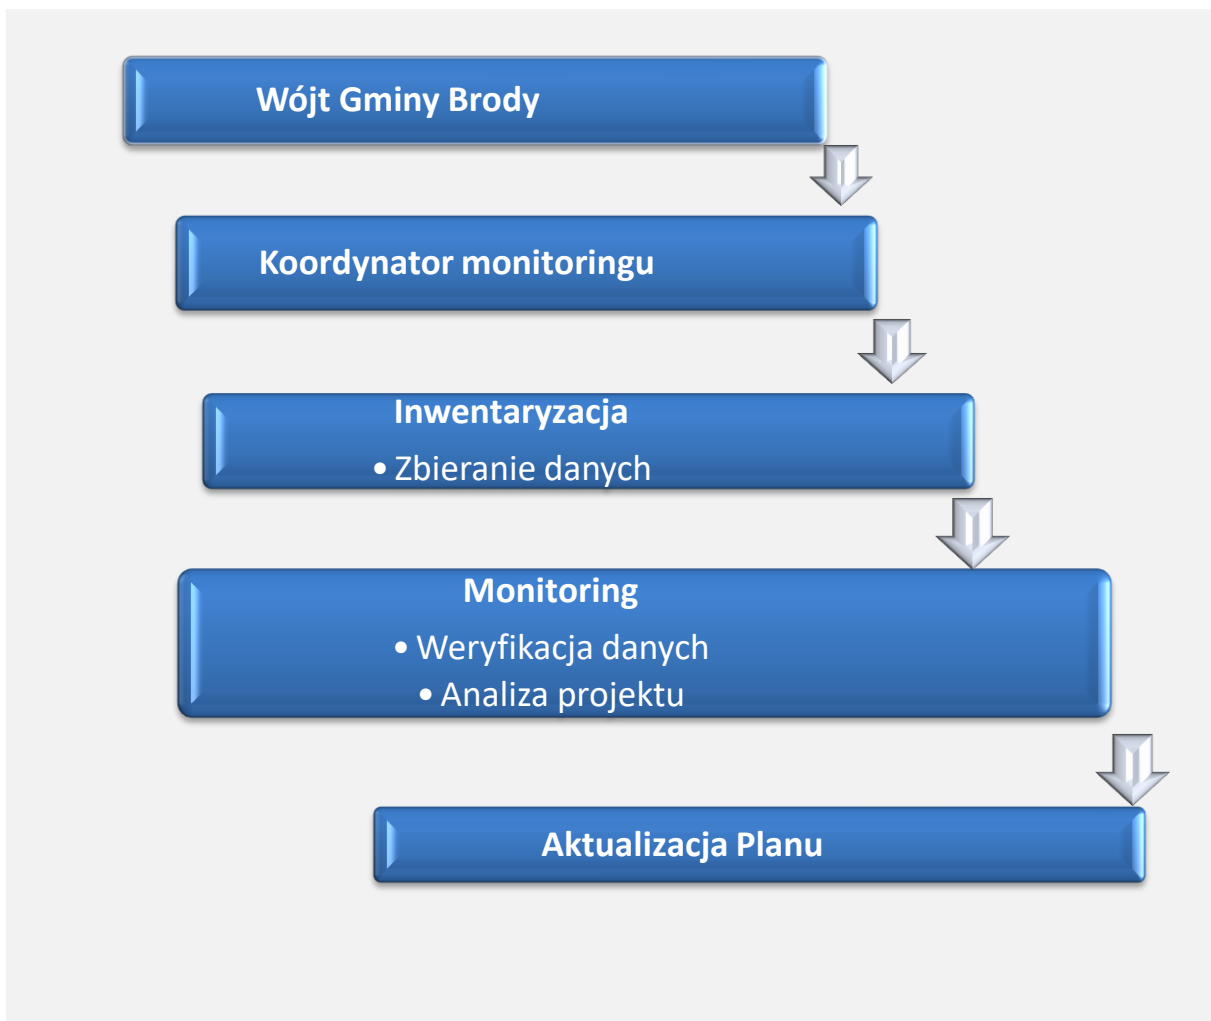 Wójt Gminy Brody
Koordynator monitoringu
Inwentaryzacja
• Zbieranie danych
Monitoring
• Weryfikacja danych
• Analiza projektu
Aktualizacja Planu